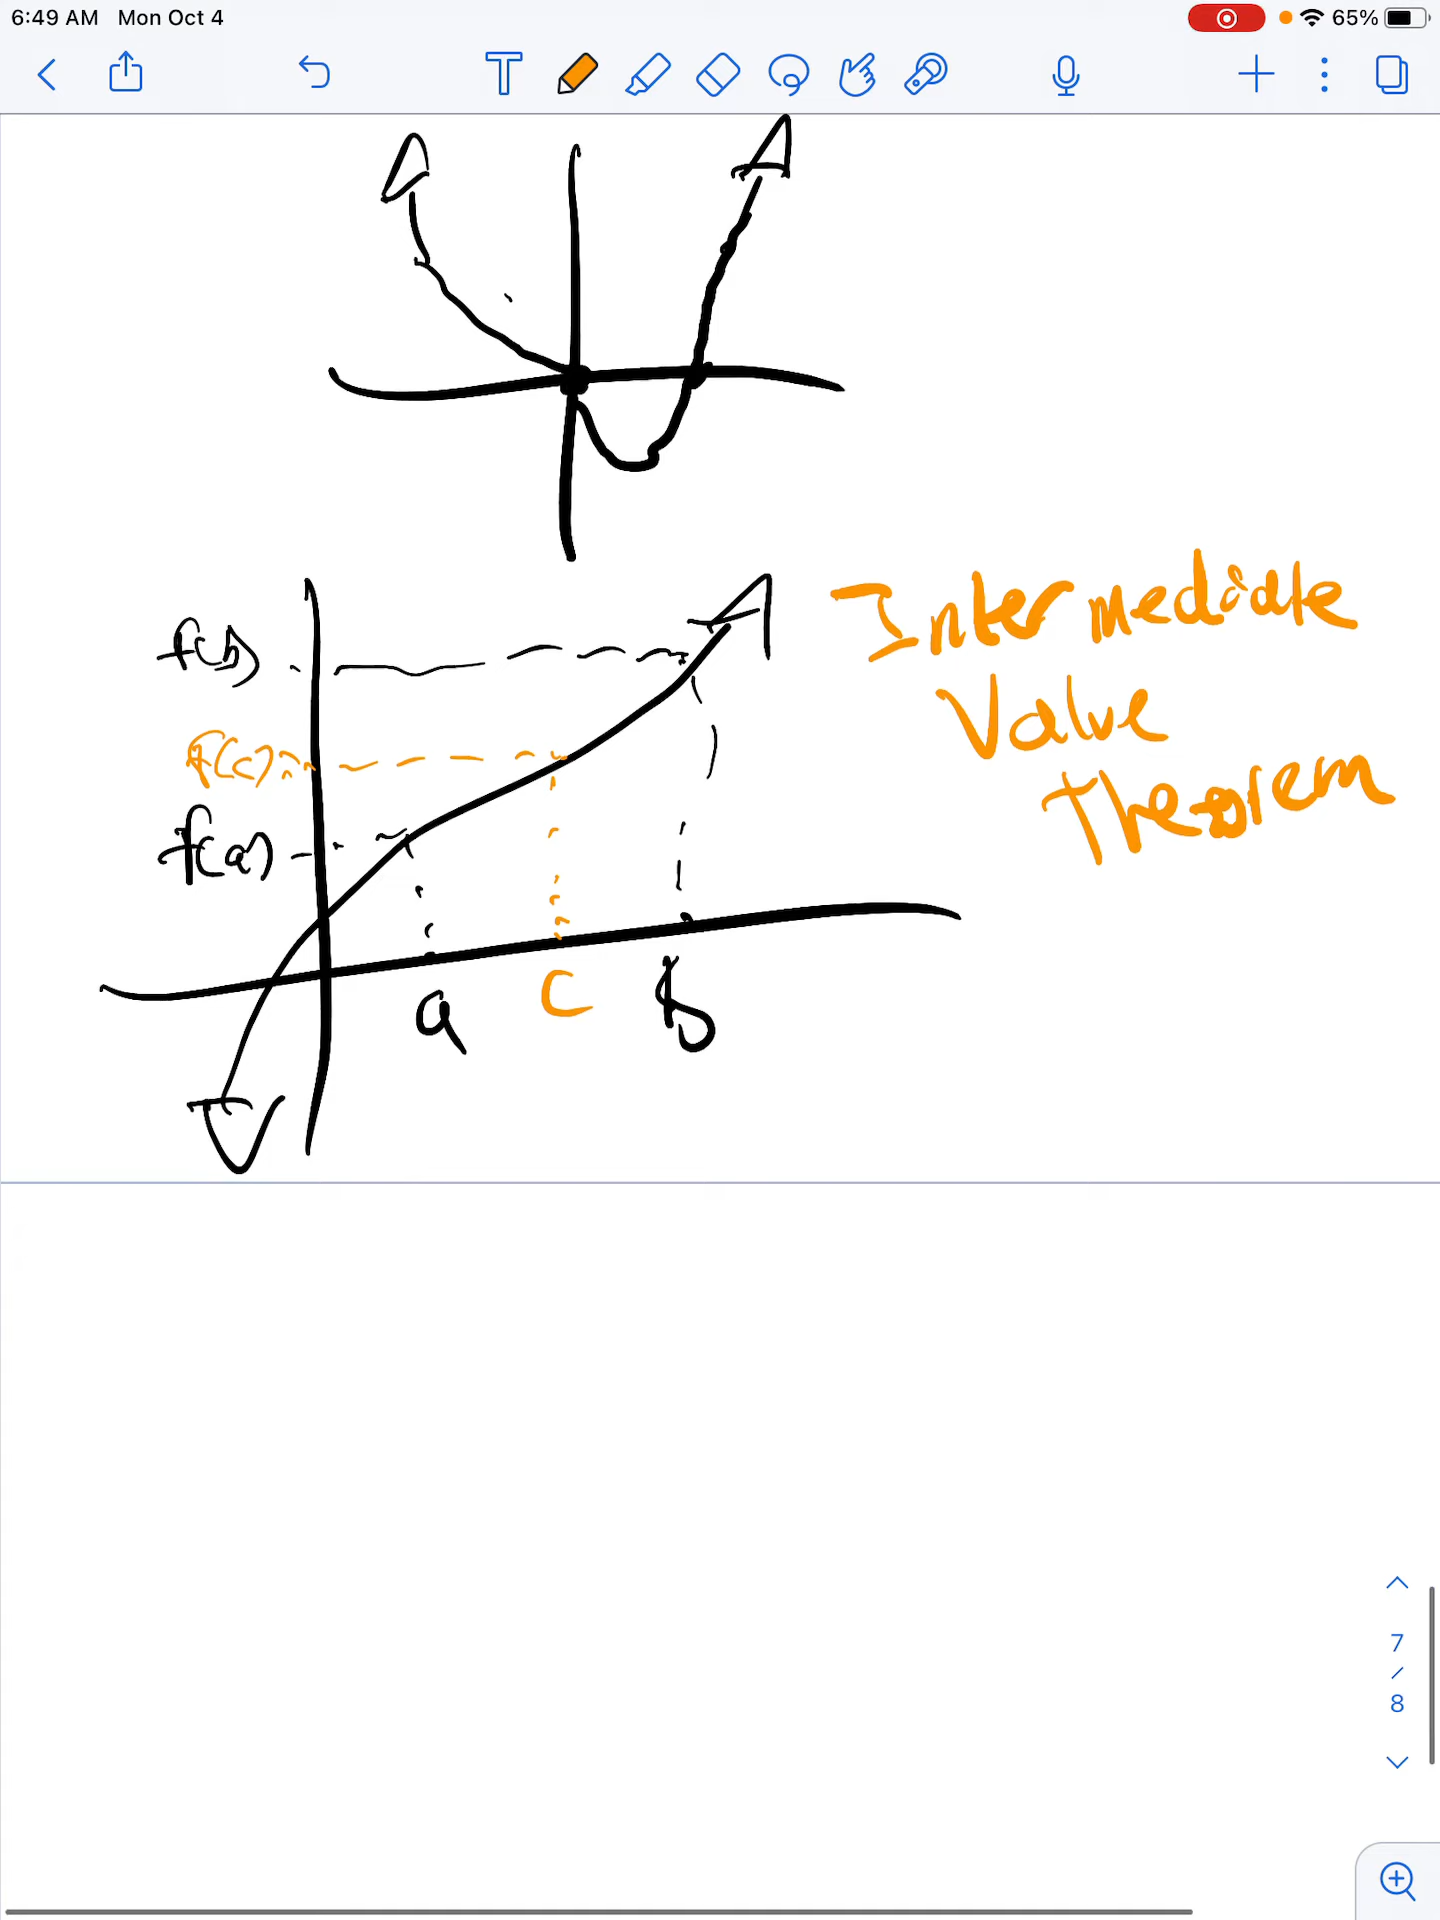 6:49 AM Mon Oct 4 65%
T
f(b)
Intermediate
Value
Theorem
f(c)
f(a)
a c b
7
/
8